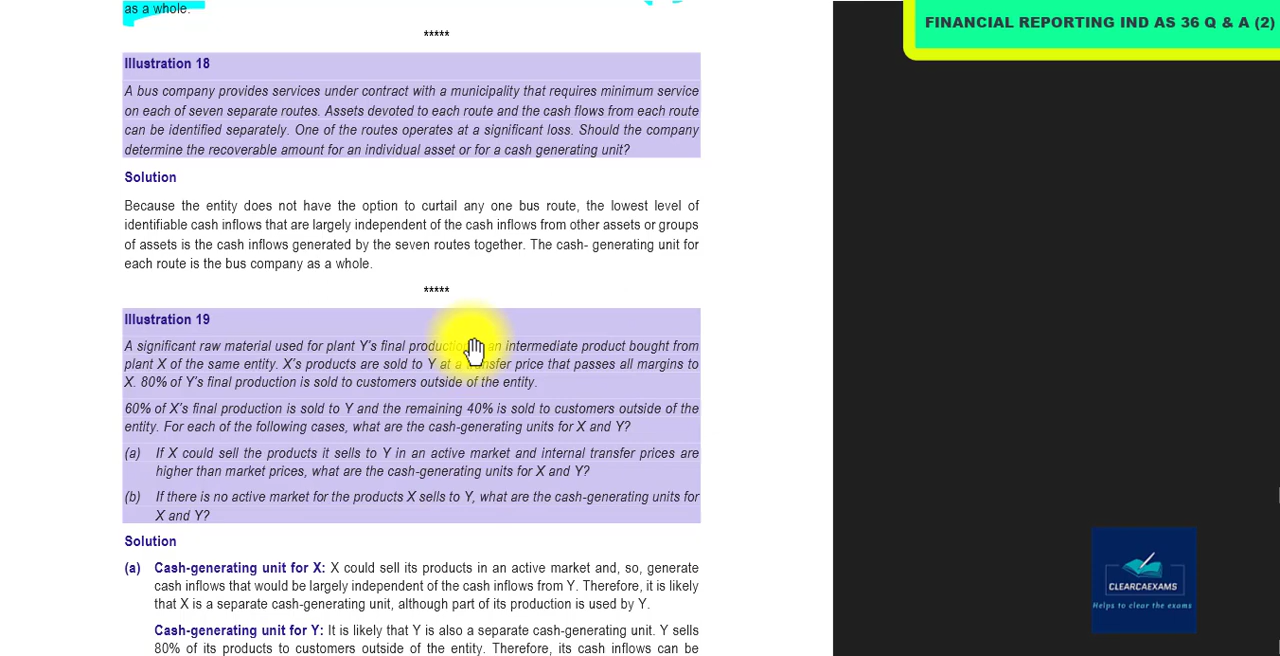 as a whole.
FINANCIAL REPORTING IND AS 36 Q & A (2)
*****
Illustration 18
A bus company provides services under contract with a municipality that requires minimum service
on each of seven separate routes. Assets devoted to each route and the cash flows from each route
can be identified separately. One of the routes operates at a significant loss. Should the company
determine the recoverable amount for an individual asset or for a cash generating unit?
Solution
Because the entity does not have the option to curtail any one bus route, the lowest level of
identifiable cash inflows that are largely independent of the cash inflows from other assets or groups
of assets is the cash inflows generated by the seven routes together. The cash- generating unit for
each route is the bus company as a whole.
*****
Illustration 19
A significant raw material used for plant Y's final production an intermediate product bought from
plant X of the same entity. X's products are sold to Y at a transfer price that passes all margins to
X. 80% of Y's final production is sold to customers outside of the entity.
60% of X's final production is sold to Y and the remaining 40% is sold to customers outside of the
entity. For each of the following cases, what are the cash-generating units for X and Y?
(a) If X could sell the products it sells to Y in an active market and internal transfer prices are
higher than market prices, what are the cash-generating units for X and Y?
(b) If there is no active market for the products X sells to Y, what are the cash-generating units for
X and Y?
Solution
(a) Cash-generating unit for X: X could sell its products in an active market and, so, generate
cash inflows that would be largely independent of the cash inflows from Y. Therefore, it is likely
that X is a separate cash-generating unit, although part of its production is used by Y.
Cash-generating unit for Y: It is likely that Y is also a separate cash-generating unit. Y sells
80% of its products to customers outside of the entity. Therefore, its cash inflows can be
CLEARCAEXAMS
Helps to clear the exams